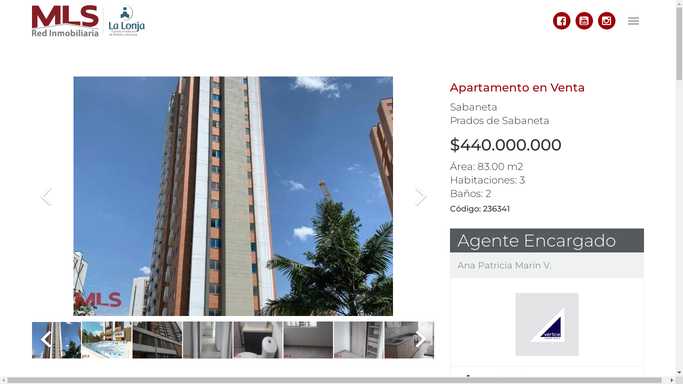 MLS
Red Inmobiliaria
La Lonja
Apartamento en Venta
Sabaneta
Prados de Sabaneta
$440.000.000
Área: 83.00 m2
Habitaciones: 3
Baños: 2
Código: 236341
MLS
Agente Encargado
Ana Patricia Marín V.